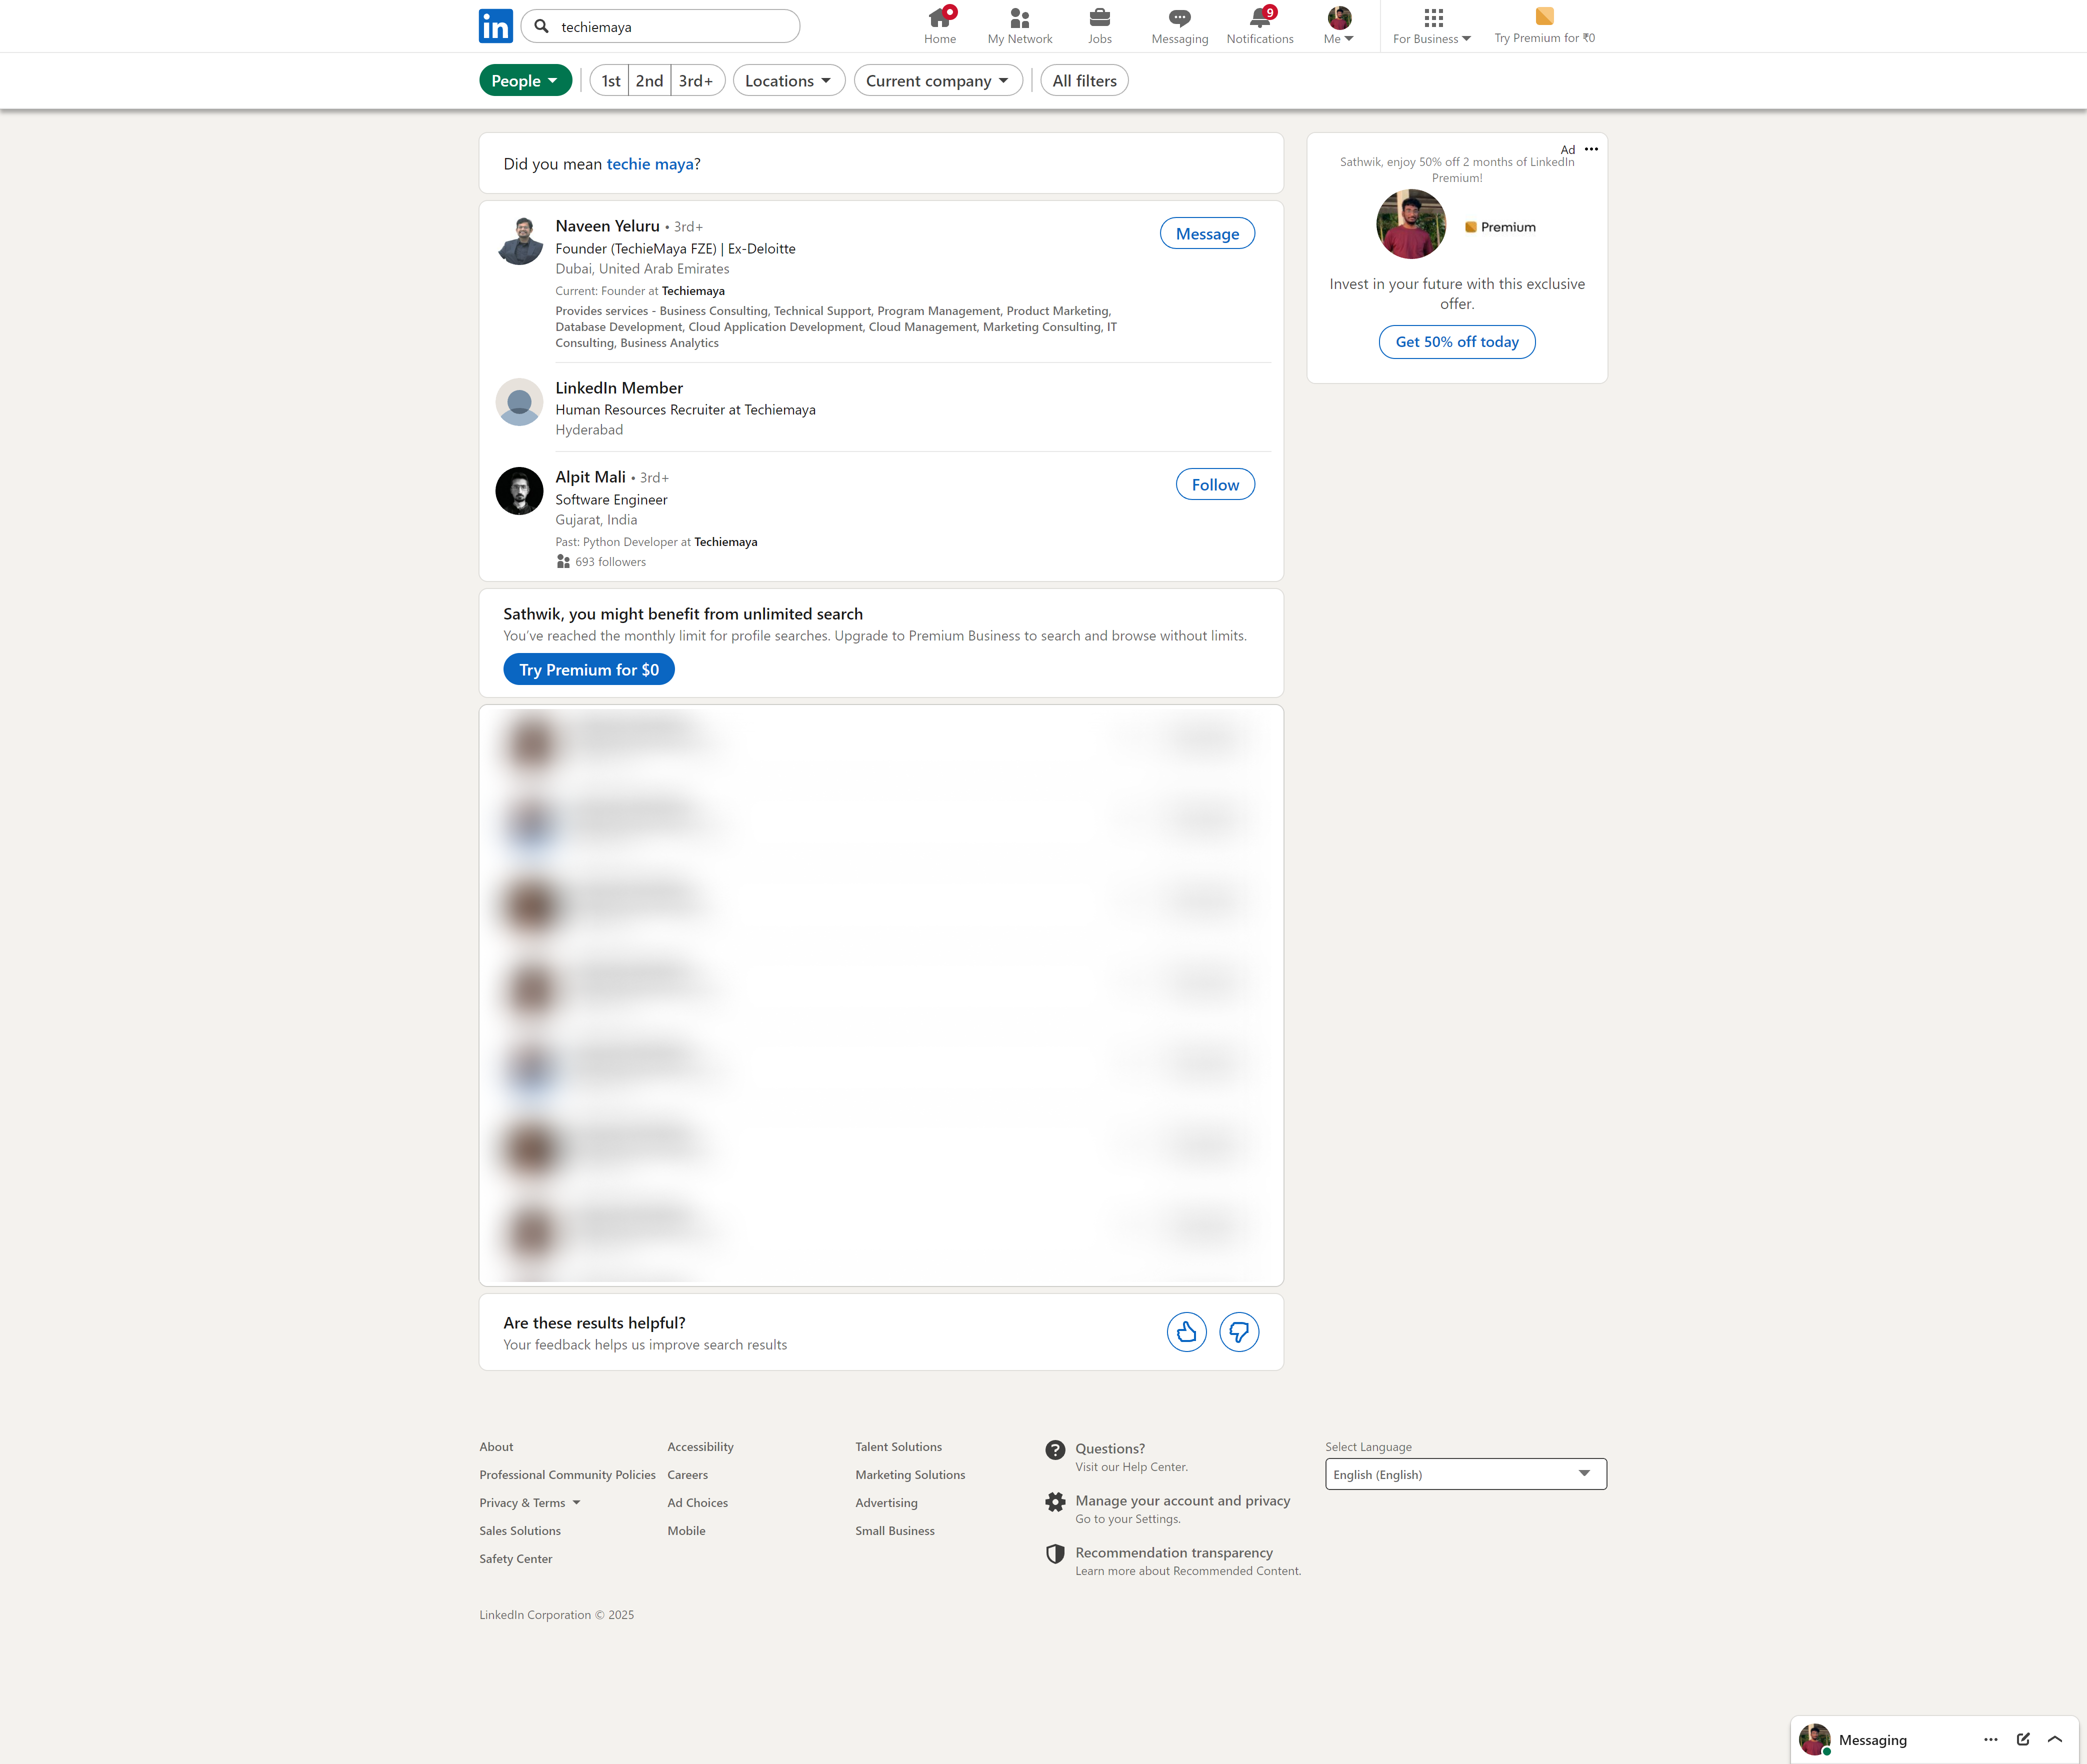 in
techiemaya
Home
My Network
Jobs
Messaging
9
Notifications
Me
For Business
Try Premium for ₹0
People
1st
2nd
3rd+
Locations
Current company
All filters
Did you mean techie maya?
Naveen Yeluru • 3rd+
Founder (TechieMaya FZE) | Ex-Deloitte
Dubai, United Arab Emirates
Current: Founder at Techiemaya
Provides services - Business Consulting, Technical Support, Program Management, Product Marketing,
Database Development, Cloud Application Development, Cloud Management, Marketing Consulting, IT
Consulting, Business Analytics
Message
LinkedIn Member
Human Resources Recruiter at Techiemaya
Hyderabad
Alpit Mali • 3rd+
Software Engineer
Gujarat, India
Past: Python Developer at Techiemaya
693 followers
Follow
Sathwik, you might benefit from unlimited search
You've reached the monthly limit for profile searches. Upgrade to Premium Business to search and browse without limits.
Try Premium for $0
Are these results helpful?
Your feedback helps us improve search results
Ad
Sathwik, enjoy 50% off 2 months of LinkedIn
Premium!
Premium
Invest in your future with this exclusive
offer.
Get 50% off today
About
Professional Community Policies
Privacy & Terms
Sales Solutions
Safety Center
Accessibility
Careers
Ad Choices
Mobile
Talent Solutions
Marketing Solutions
Advertising
Small Business
Questions?
Visit our Help Center.
Manage your account and privacy
Go to your Settings.
Recommendation transparency
Learn more about Recommended Content.
Select Language
English (English)
LinkedIn Corporation © 2025
Messaging